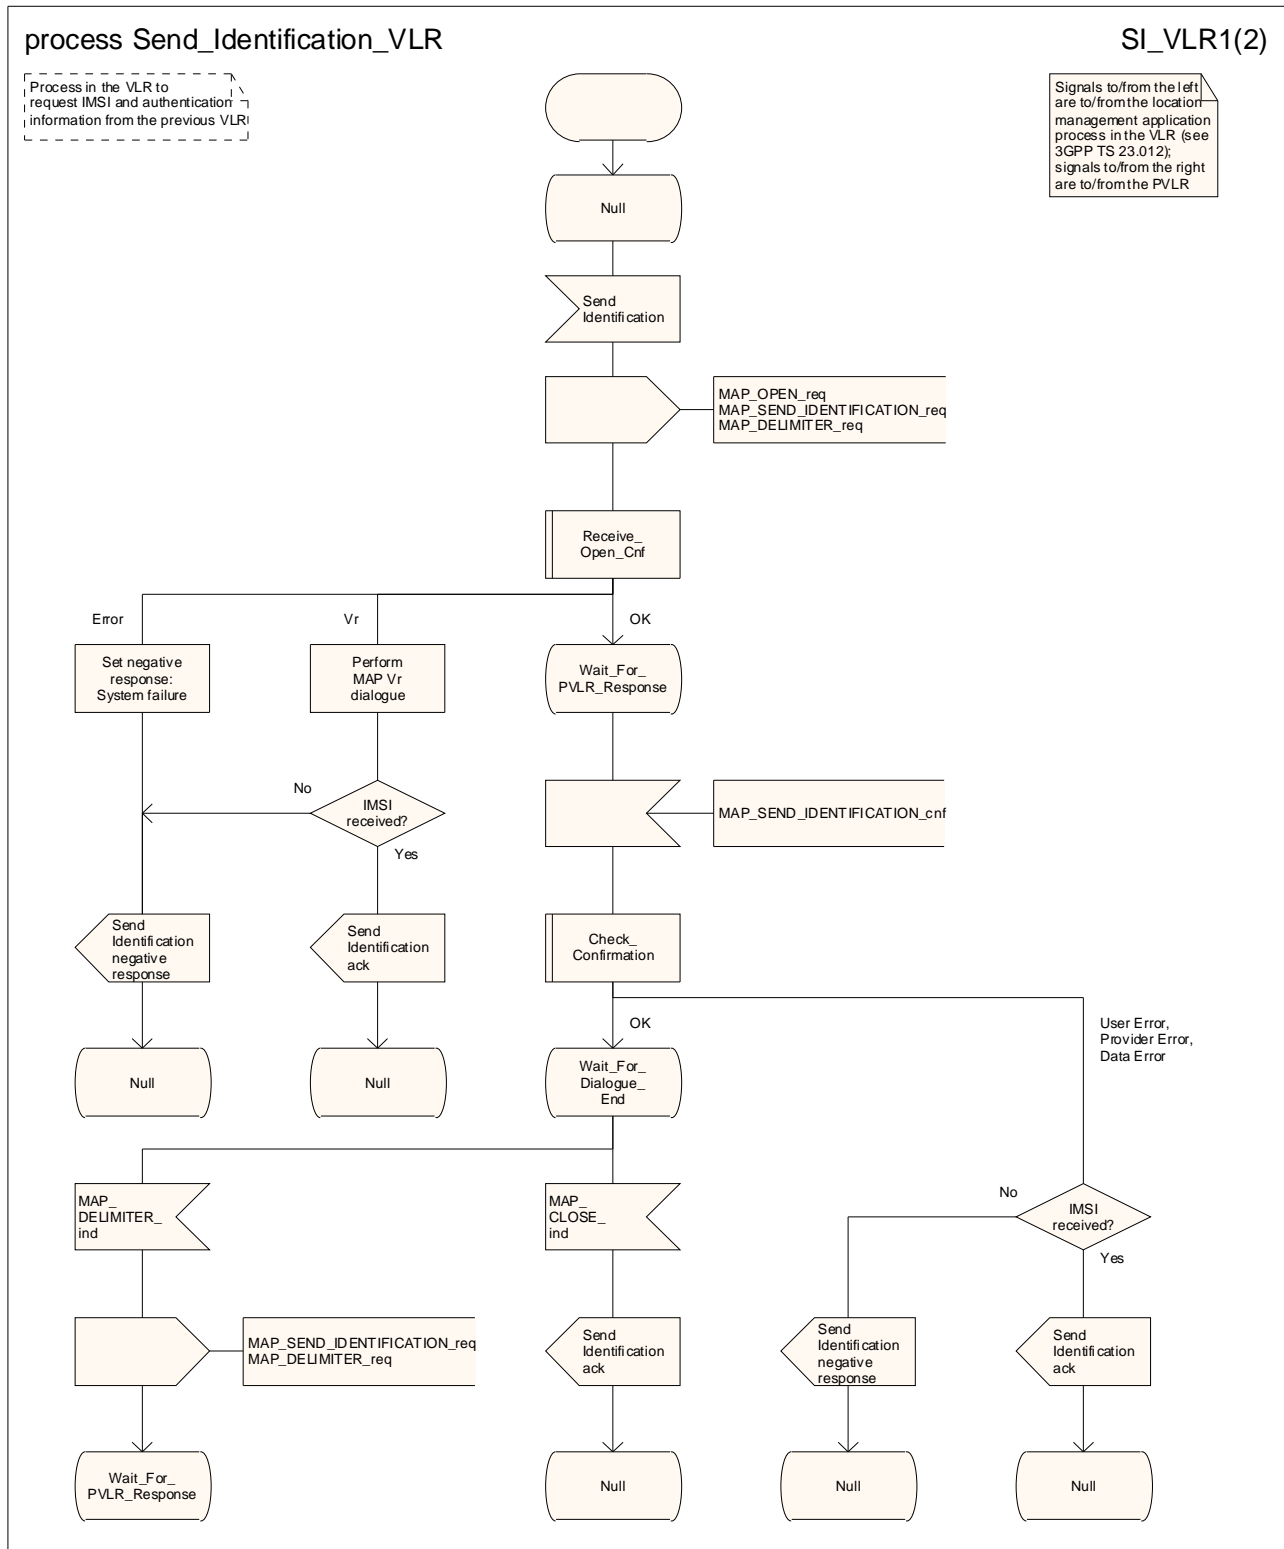 process Send_Identification_VLR
SI_VLR1(2)
Process in the VLR to
request IMSI and authentication
information from the previous VLR
Signals to/from the left
are to/from the location
management application
process in the VLR (see
3GPP TS 23.012);
signals to/from the right
are to/from the PVLR
Null
Send
Identification
MAP_OPEN_req
MAP_SEND_IDENTIFICATION_req
MAP_DELIMITER_req
Receive_
Open_Cnf
Error
Vr
OK
Set negative
response:
System failure
Perform
MAP Vr
dialogue
Wait_For_
PVLR_Response
No
IMSI
received?
Yes
MAP_SEND_IDENTIFICATION_cnf
Send
Identification
negative
response
Send
Identification
ack
Check_
Confirmation
OK
User Error,
Provider Error,
Data Error
Null
Null
Wait_For_
Dialogue_
End
MAP_
DELIMITER_
ind
MAP_
CLOSE_
ind
No
IMSI
received?
Yes
MAP_SEND_IDENTIFICATION_req
MAP_DELIMITER_req
Send
Identification
ack
Send
Identification
negative
response
Send
Identification
ack
Wait_For_
PVLR_Response
Null
Null
Null